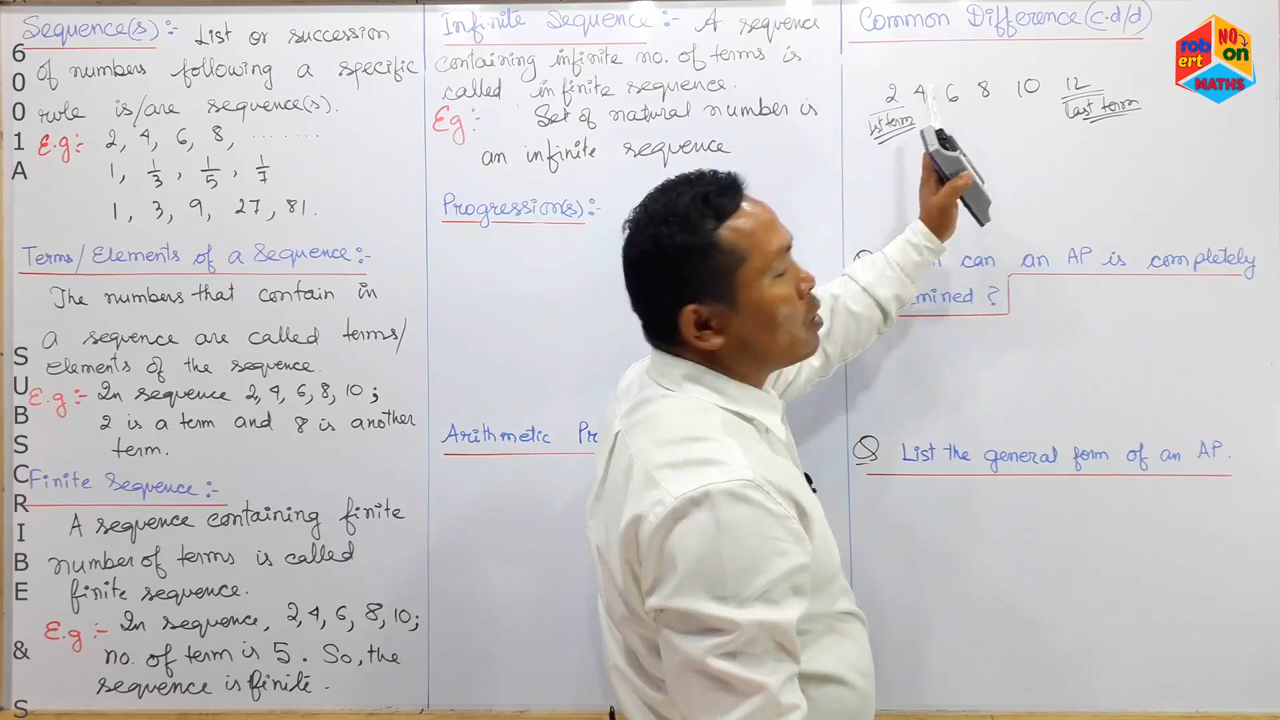 Sequence(s) :- List or succession
of numbers following a specific
rule is/are sequence(s).
E.g:- 2, 4, 6, 8, ........
1, 1/3, 1/5, 1/7
1, 3, 9, 27, 81.
Terms/Elements of a Sequence:-
The numbers that contain in
a sequence are called terms/
elements of the sequence.
E.g:- In sequence 2, 4, 6, 8, 10;
2 is a term and 8 is another
term.
Finite Sequence:-
A sequence containing finite
number of terms is called
finite sequence.
E.g:- In sequence, 2, 4, 6, 8, 10;
no. of term is 5. So, the
sequence is finite.
Infinite Sequence:- A sequence
containing infinite no. of terms is
called infinite sequence.
Eg:- Set of natural number is
an infinite sequence
Progression(s):-
Arithmetic Pr
Common Difference (c.d/d)
2 4 6 8 10 12
1st term last term
can an AP is completely
mined ?
Q List the general form of an AP.
6001A
SUBSCRIBE & S
robert NO on MATHS